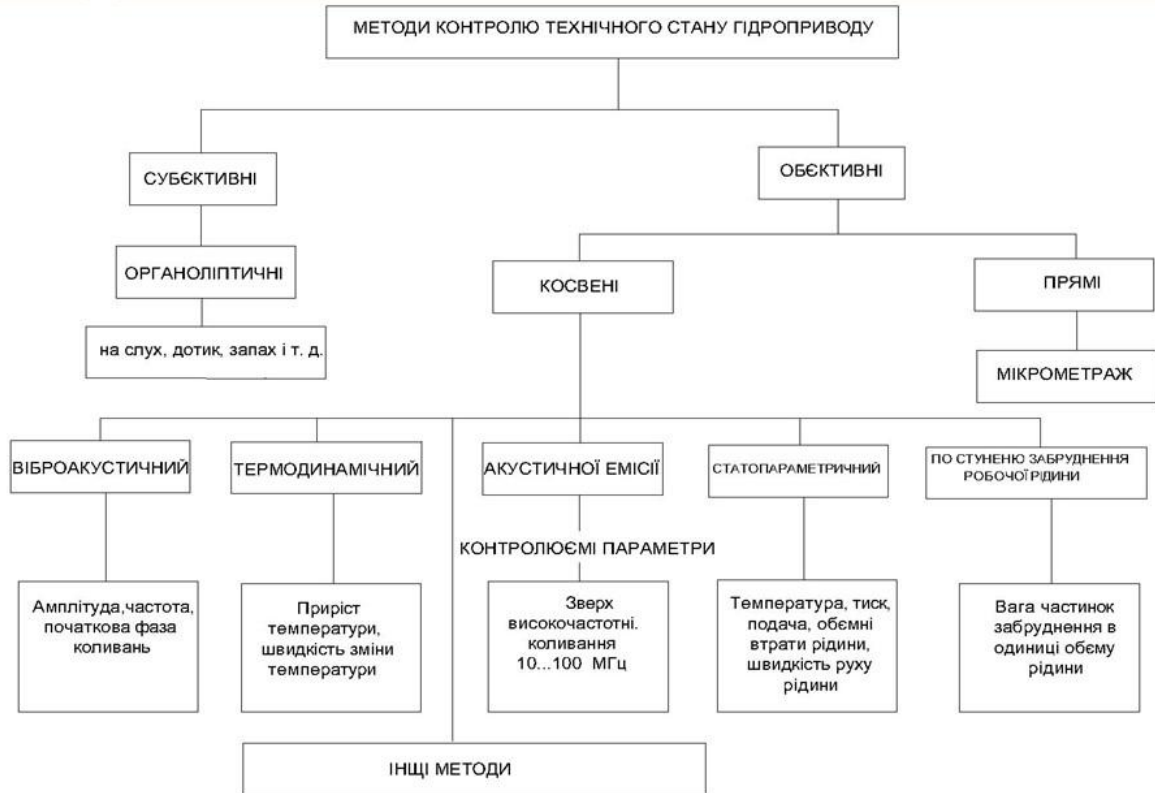 МЕТОДИ КОНТРОЛЮ ТЕХНІЧНОГО СТАНУ ГІДРОПРИВОДУ
СУБЄКТИВНІ
ОБЄКТИВНІ
ОРГАНОЛІПТИЧНІ
КОСВЕНІ
ПРЯМІ
на слух, дотик, запах і т. д.
МІКРОМЕТРАЖ
ВІБРОАКУСТИЧНИЙ
ТЕРМОДИНАМІЧНИЙ
АКУСТИЧНОЇ ЕМІСІЇ
СТАТОПАРАМЕТРИЧНИЙ
ПО СТУНЕНЮ ЗАБРУДНЕННЯ
РОБОЧОЇ РІДИНИ
КОНТРОЛЮЄМІ ПАРАМЕТРИ
Амплітуда,частота,
початкова фаза
коливань
Приріст
температури,
швидкість зміни
температури
Зверх
високочастотні.
коливання
10...100 МГц
Температура, тиск,
подача, обємні
втрати рідини,
швидкість руху
рідини
Вага частинок
забруднення в
одиниці обєму
рідини
ІНЩІ МЕТОДИ